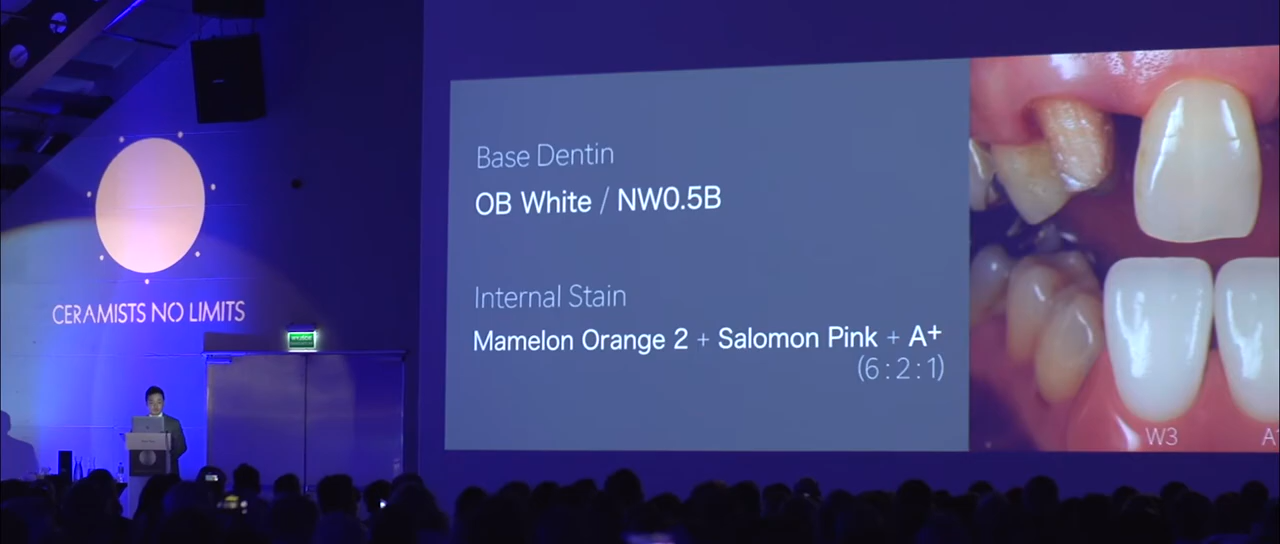 CERAMISTS NO LIMITS
Base Dentin
OB White / NW0.5B
Internal Stain
Mamelon Orange 2 + Salomon Pink + A+
(6:2:1)
W3